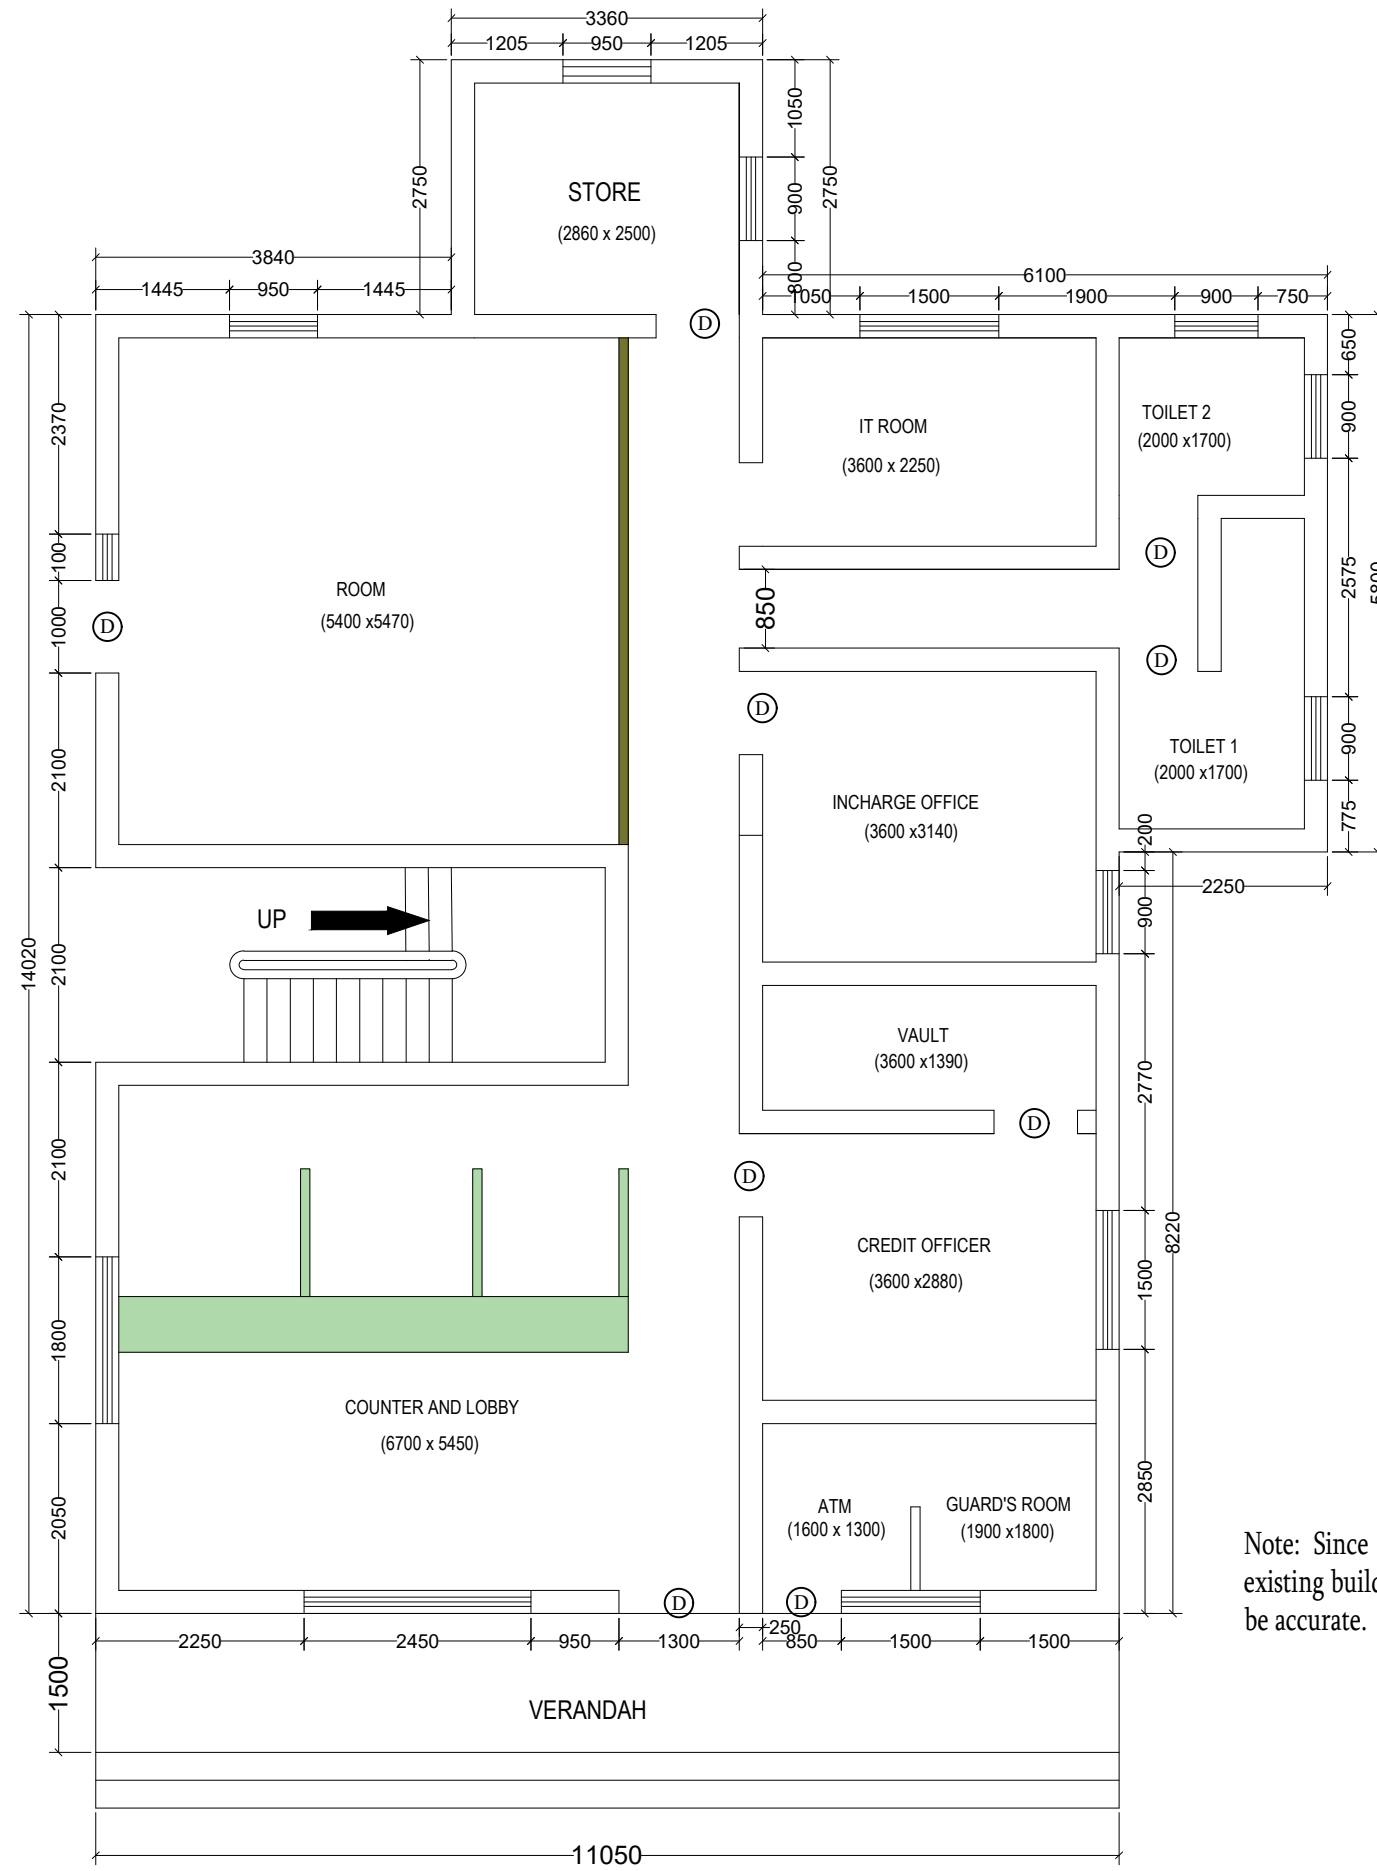 3360
1205 950 1205
1050
2750
900
2750
STORE
(2860 x 2500)
800
3840
6100
1445 950 1445
1050 1500 1900 900 750
D
650
2370
900
IT ROOM
(3600 x 2250)
TOILET 2
(2000 x1700)
100
D
2575
ROOM
(5400 x5470)
850
1000
D
D
D
900
TOILET 1
(2000 x1700)
2100
INCHARGE OFFICE
(3600 x3140)
775
200
2250
UP
900
14020
2100
VAULT
(3600 x1390)
2770
D
2100
D
8220
CREDIT OFFICER
(3600 x2880)
1500
1800
COUNTER AND LOBBY
(6700 x 5450)
2850
2050
ATM
(1600 x 1300)
GUARD'S ROOM
(1900 x1800)
Note: Since
existing build
be accurate.
D
D
250
2250 2450 950 1300 850 1500 1500
1500
VERANDAH
11050